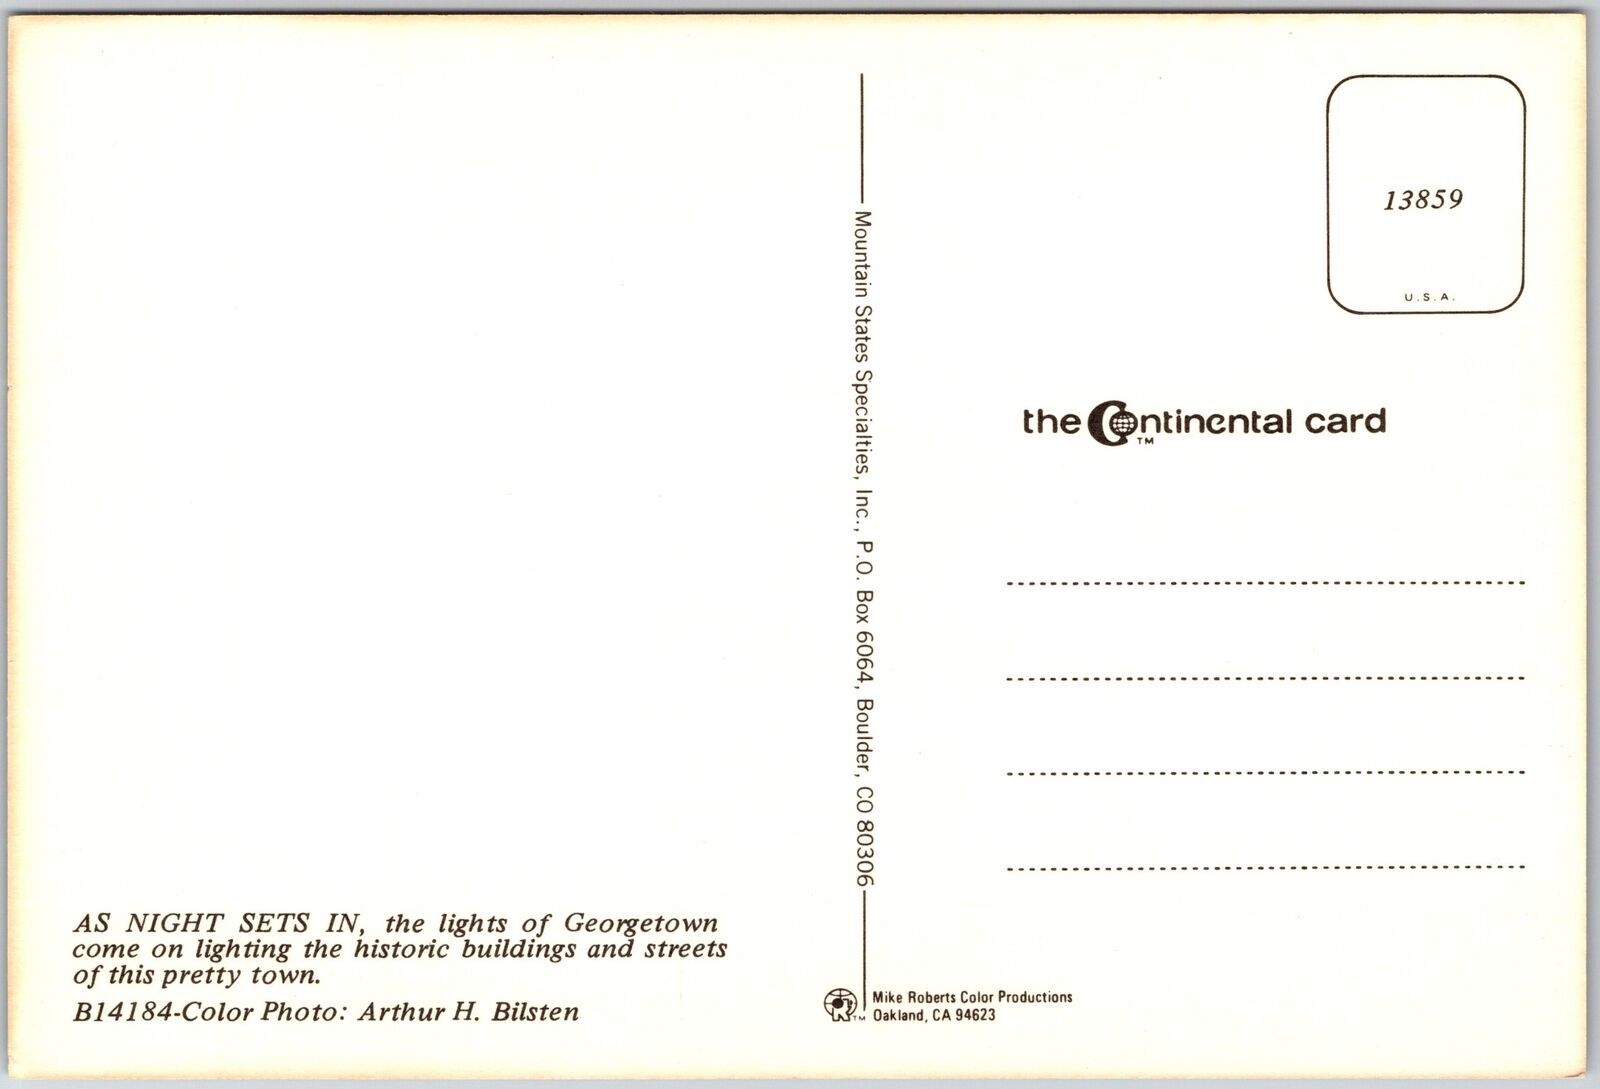 13859
U.S.A.
the Continental card
TM
Mountain States Specialties, Inc., P.O. Box 6064, Boulder, CO 80306
AS NIGHT SETS IN, the lights of Georgetown
come on lighting the historic buildings and streets
of this pretty town.
B14184-Color Photo: Arthur H. Bilsten
TM
Mike Roberts Color Productions
Oakland, CA 94623